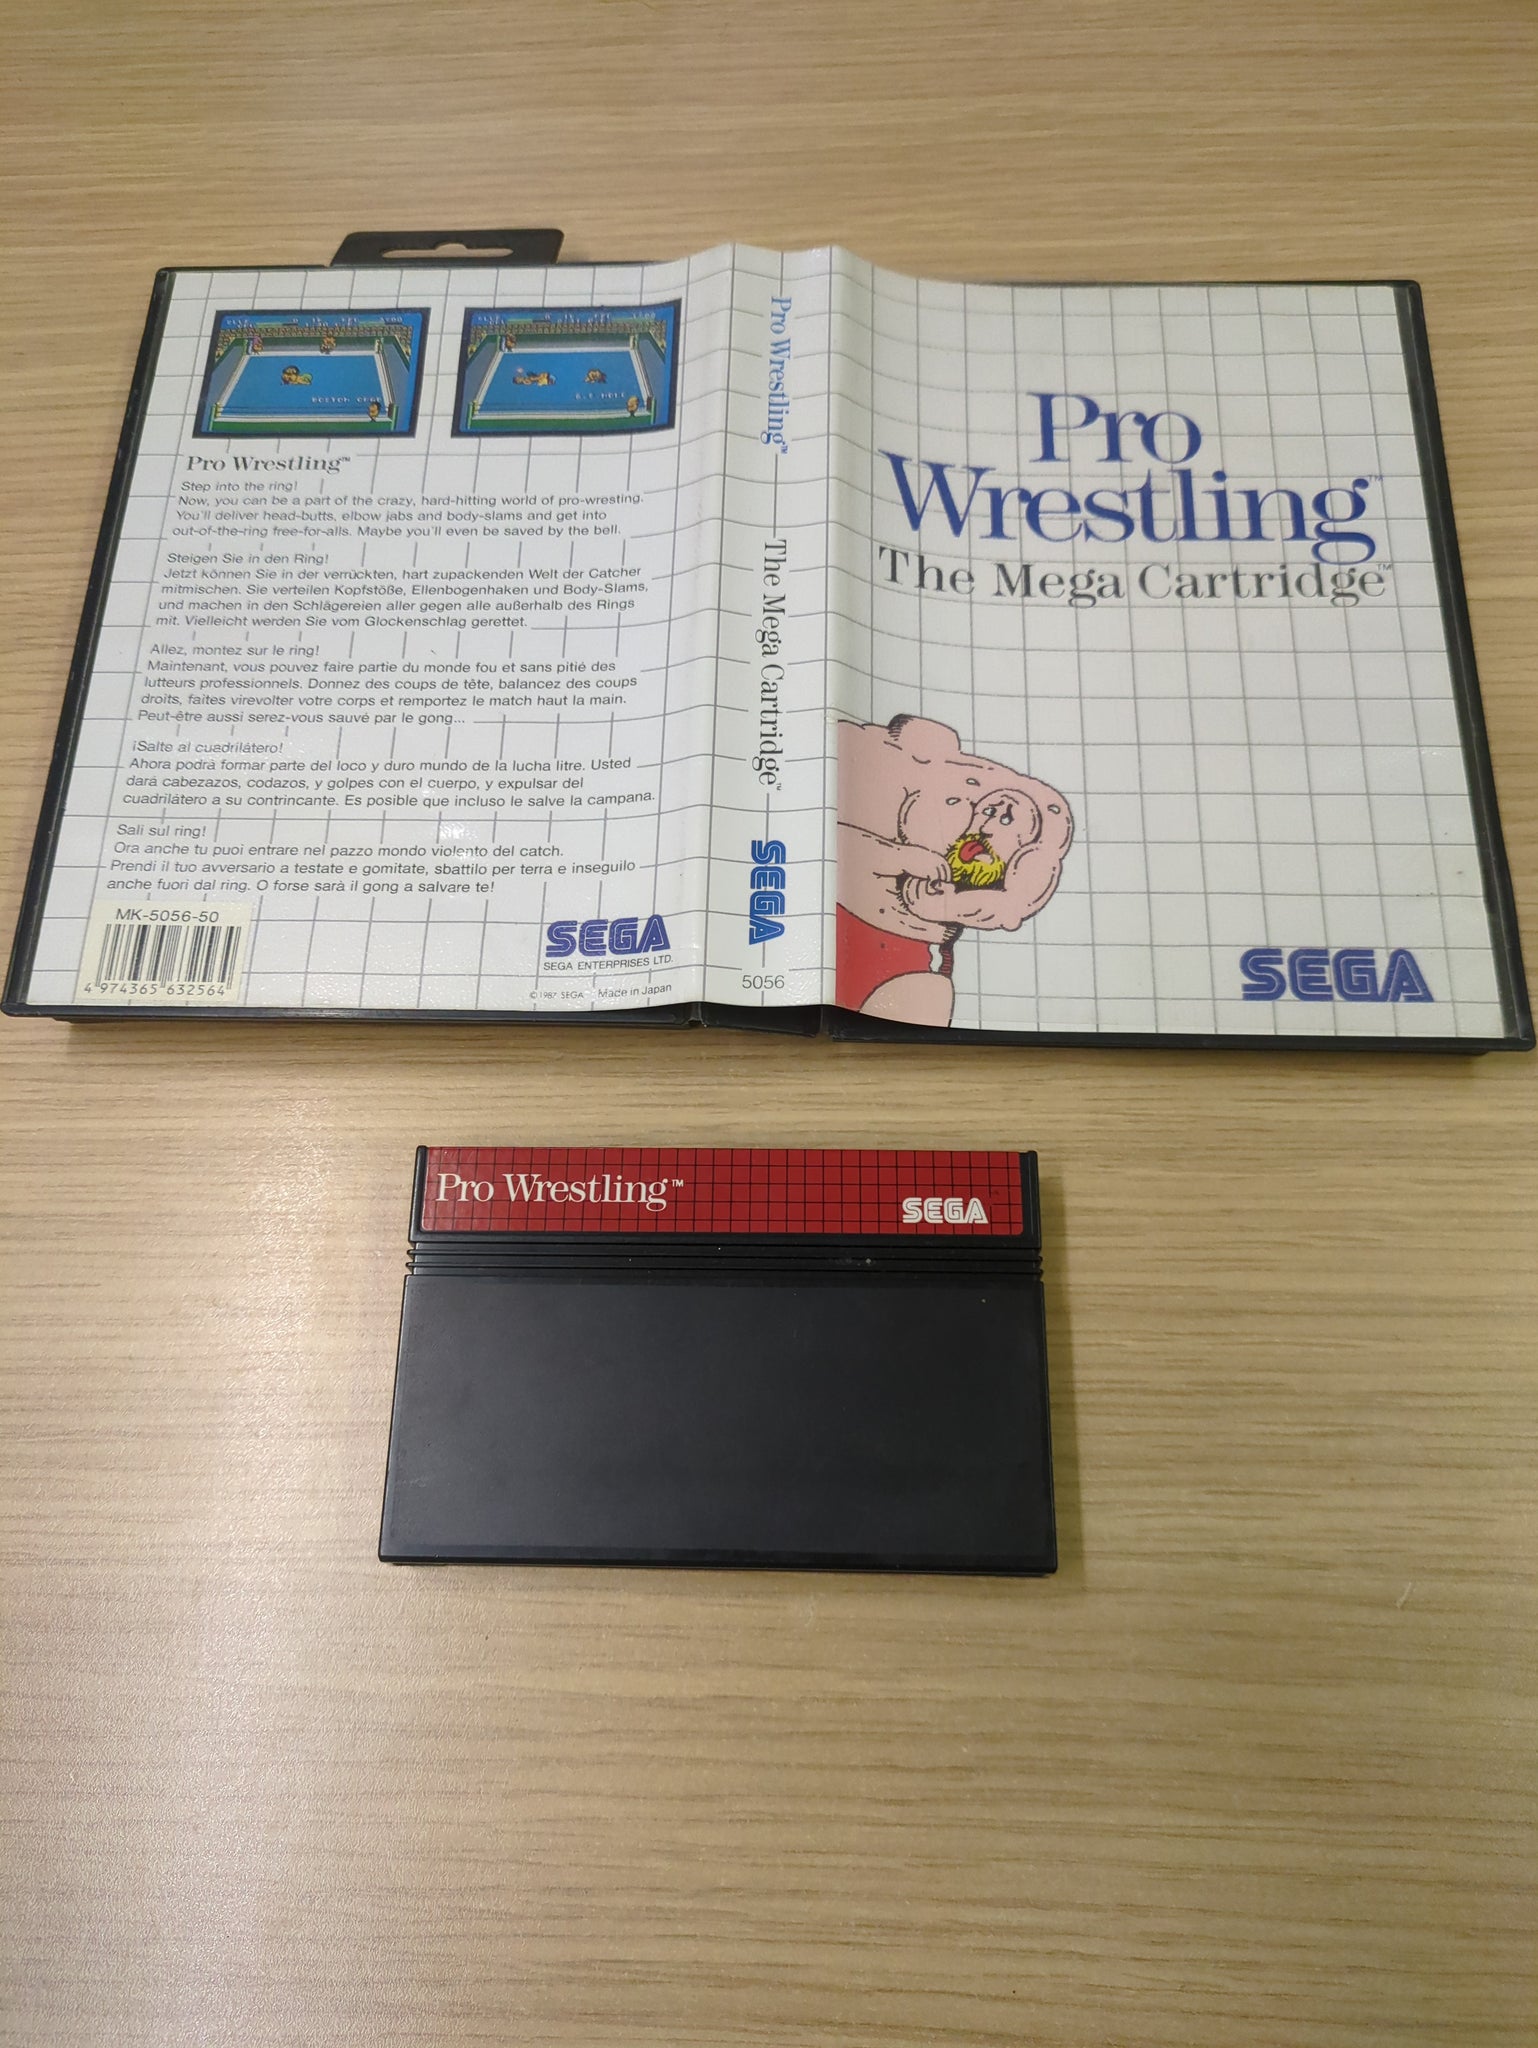 Pro Wrestling™
Step into the ring!
Now, you can be a part of the crazy, hard-hitting world of pro-wresting.
You'll deliver head-butts, elbow jabs and body-slams and get into
out-of-the-ring free-for-alls. Maybe you'll even be saved by the bell.
Steigen Sie in den Ring!
Jetzt können Sie in der verrückten, hart zupackenden Welt der Catcher
mitmischen. Sie verteilen Kopfstöße, Ellenbogenhaken und Body-Slams,
und machen in den Schlägereien aller gegen alle außerhalb des Rings
mit. Vielleicht werden Sie vom Glockenschlag gerettet.
Allez, montez sur le ring!
Maintenant, vous pouvez faire partie du monde fou et sans pitié des
lutteurs professionnels. Donnez des coups de tête, balancez des coups
droits, faites virevolter votre corps et remportez le match haut la main.
Peut-être aussi serez-vous sauvé par le gong...
¡Salte al cuadrilátero!
Ahora podrà formar parte del loco y duro mundo de la lucha litre. Usted
dará cabezazos, codazos, y golpes con el cuerpo, y expulsar del
cuadrilátero a su contrincante. Es posible que incluso le salve la campana.
Sali sul ring!
Ora anche tu puoi entrare nel pazzo mondo violento del catch.
Prendi il tuo avversario a testate e gomitate, sbattilo per terra e inseguilo
anche fuori dal ring. O forse sarà il gong a salvare te!
MK-5056-50
4 974365 632564
SEGA
SEGA ENTERPRISES LTD.
©1987 SEGA Made in Japan
Pro Wrestling™
The Mega Cartridge™
SEGA
5056
Pro
Wrestling™
The Mega Cartridge™
SEGA
Pro Wrestling™
SEGA